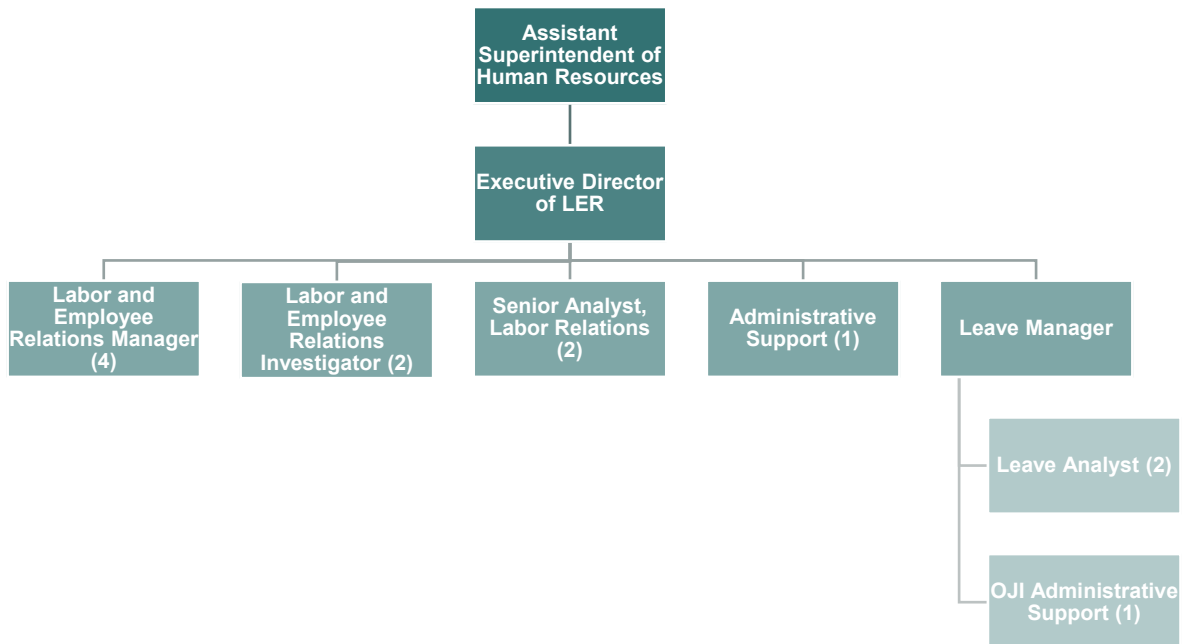 Assistant
Superintendent of
Human Resources
Executive Director
of LER
Labor and
Employee
Relations Manager
(4)
Labor and
Employee
Relations
Investigator (2)
Senior Analyst,
Labor Relations
(2)
Administrative
Support (1)
Leave Manager
Leave Analyst (2)
OJI Administrative
Support (1)